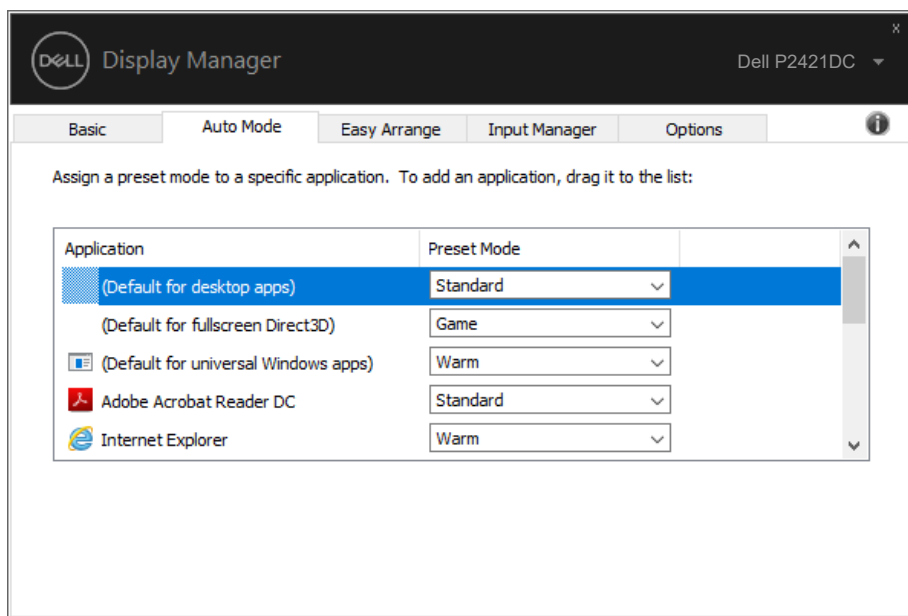 x
DELL Display Manager
Dell P2421DC
Basic Auto Mode Easy Arrange Input Manager Options i
Assign a preset mode to a specific application. To add an application, drag it to the list:
Application Preset Mode
(Default for desktop apps) Standard
(Default for fullscreen Direct3D) Game
(Default for universal Windows apps) Warm
Adobe Acrobat Reader DC Standard
Internet Explorer Warm